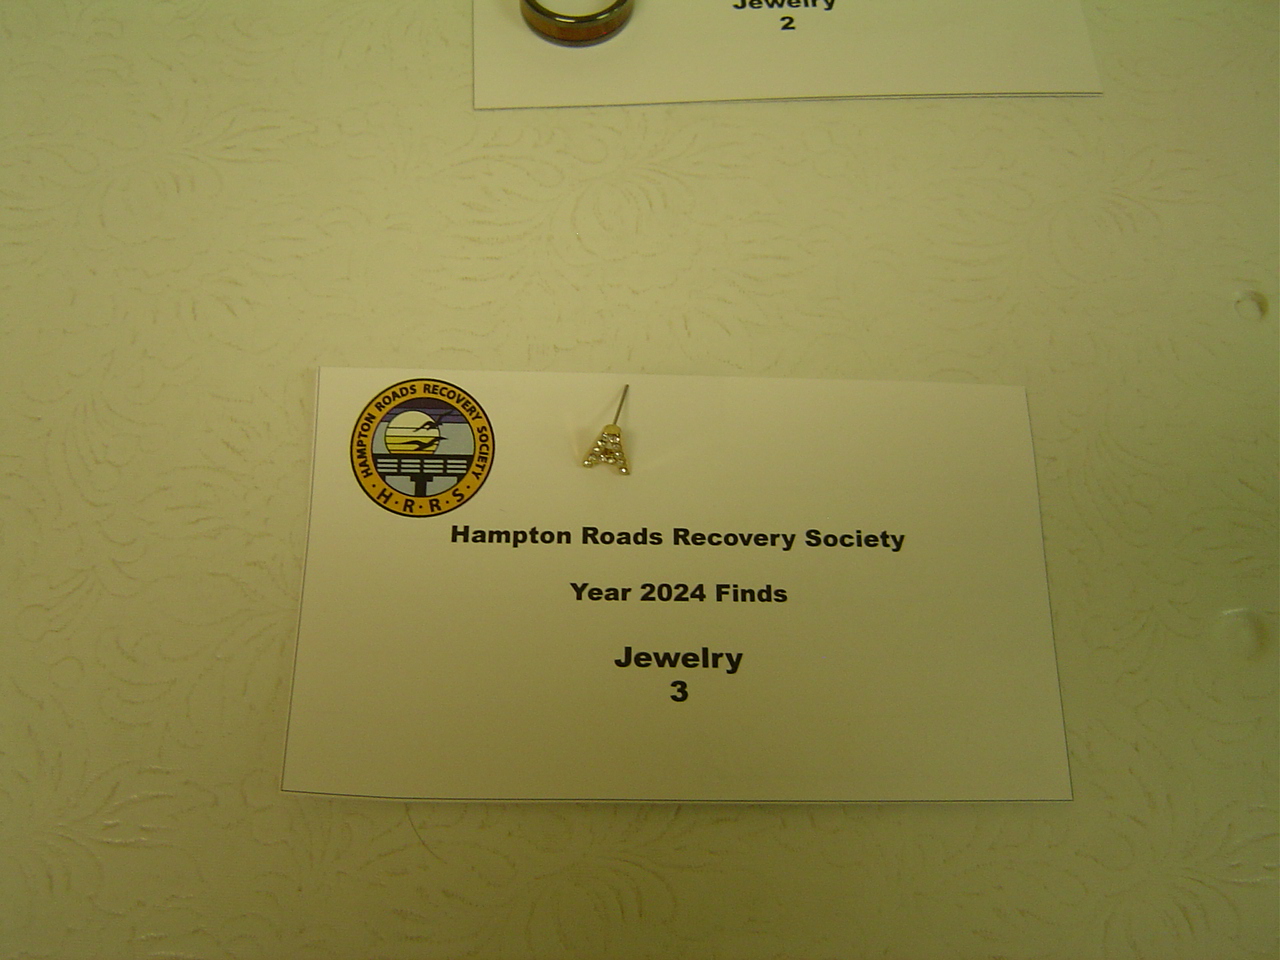 Jewelry
2
HAMPTON ROADS RECOVERY SOCIETY
· H · R · R · S ·
Hampton Roads Recovery Society
Year 2024 Finds
Jewelry
3
A